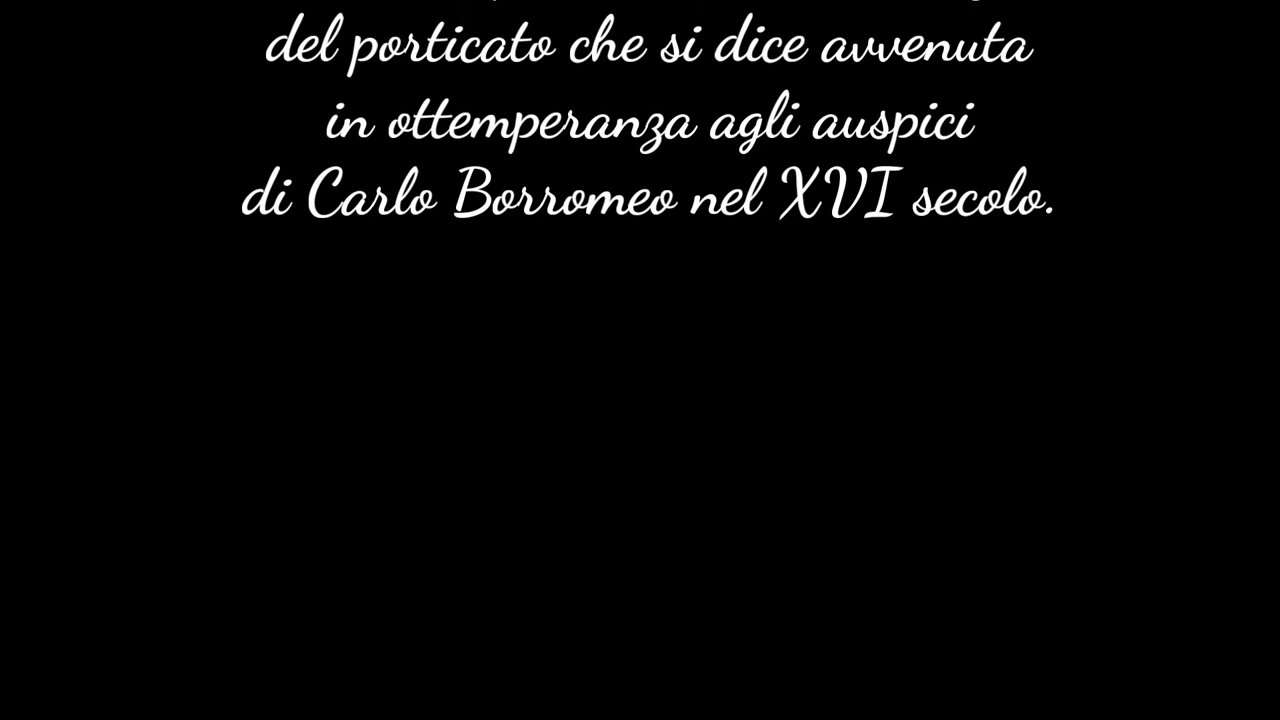 del porticato che si dice avvenuta
in ottemperanza agli auspici
di Carlo Borromeo nel XVI secolo.